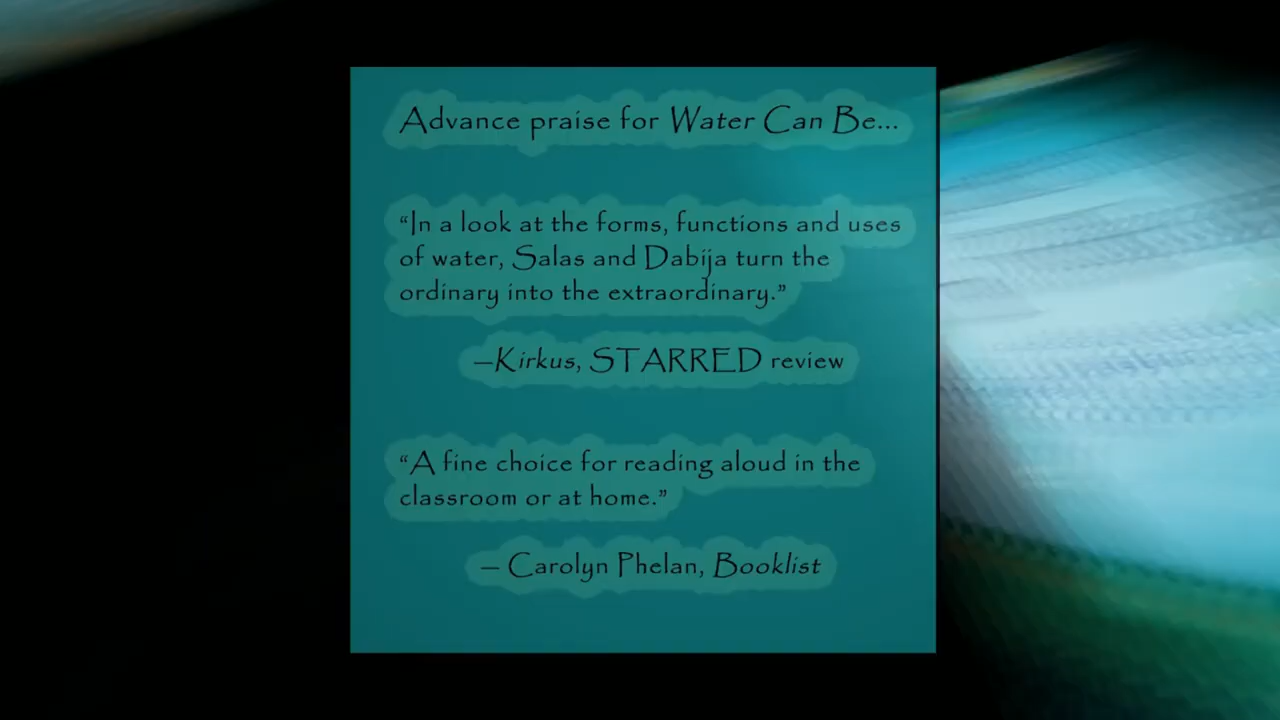 Advance praise for Water Can Be...
“In a look at the forms, functions and uses
of water, Salas and Dabija turn the
ordinary into the extraordinary.”
—Kirkus, STARRED review
“A fine choice for reading aloud in the
classroom or at home.”
— Carolyn Phelan, Booklist